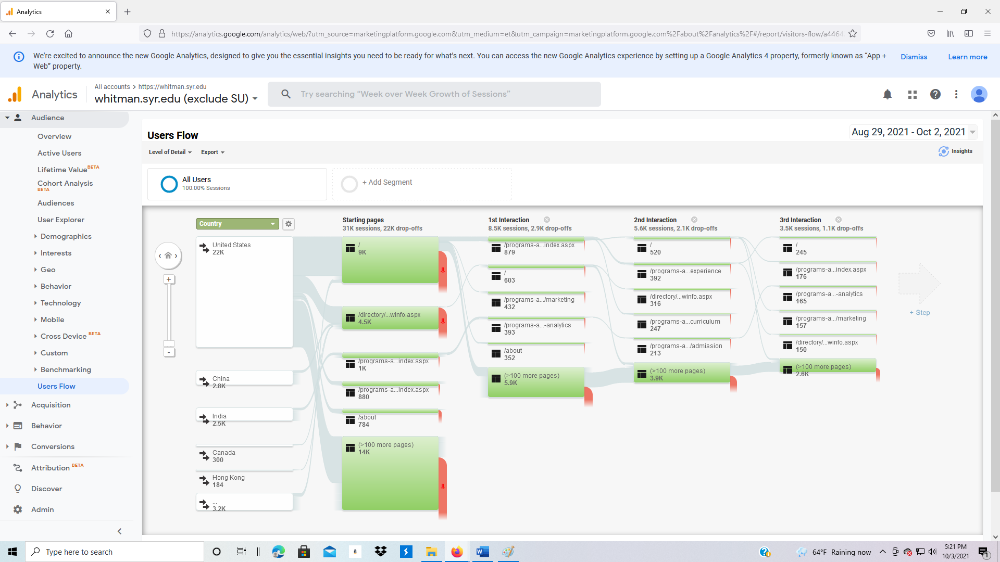 Analytics
https://analytics.google.com/analytics/web/?utm_source=marketingplatform.google.com&utm_medium=et&utm_campaign=marketingplatform.google.com%2Fabout%2Fanalytics%2F#/report/visitors-flow/a4464
We're excited to announce the new Google Analytics, designed to give you the essential insights you need to be ready for what's next. You can access the new Google Analytics experience by setting up a Google Analytics 4 property, formerly known as “App +
Web” property.
Dismiss
Learn more
Analytics
All accounts > https://whitman.syr.edu
whitman.syr.edu (exclude SU)
Try searching “Week over Week Growth of Sessions”
Audience
Overview
Active Users
Lifetime Value BETA
Cohort Analysis
BETA
Audiences
User Explorer
Demographics
Interests
Geo
Behavior
Technology
Mobile
Cross Device BETA
Custom
Benchmarking
Users Flow
Acquisition
Behavior
Conversions
Attribution BETA
Discover
Admin
Users Flow
Aug 29, 2021 - Oct 2, 2021
Level of Detail
Export
Insights
All Users
100.00% Sessions
+ Add Segment
Country
United States
22K
China
2.8K
India
2.5K
Canada
300
Hong Kong
184
...
3.2K
Starting pages
31K sessions, 22K drop-offs
/
9K
/directory/...winfo.aspx
4.5K
/programs-a...index.aspx
1K
/programs-a...index.aspx
880
/about
784
(>100 more pages)
14K
1st Interaction
8.5K sessions, 2.9K drop-offs
/programs-a...index.aspx
879
/
603
/programs-a.../marketing
432
/programs-a...-analytics
393
/about
352
(>100 more pages)
5.9K
2nd Interaction
5.6K sessions, 2.1K drop-offs
/
520
/programs-a...experience
392
/directory/...winfo.aspx
316
/programs-a...curriculum
247
/programs-a.../admission
213
(>100 more pages)
3.9K
3rd Interaction
3.5K sessions, 1.1K drop-offs
/
245
/programs-a...index.aspx
176
/programs-a...-analytics
165
/programs-a.../marketing
157
/directory/...winfo.aspx
150
(>100 more pages)
2.6K
+ Step
Type here to search
a
64°F Raining now
5:21 PM
10/3/2021
1